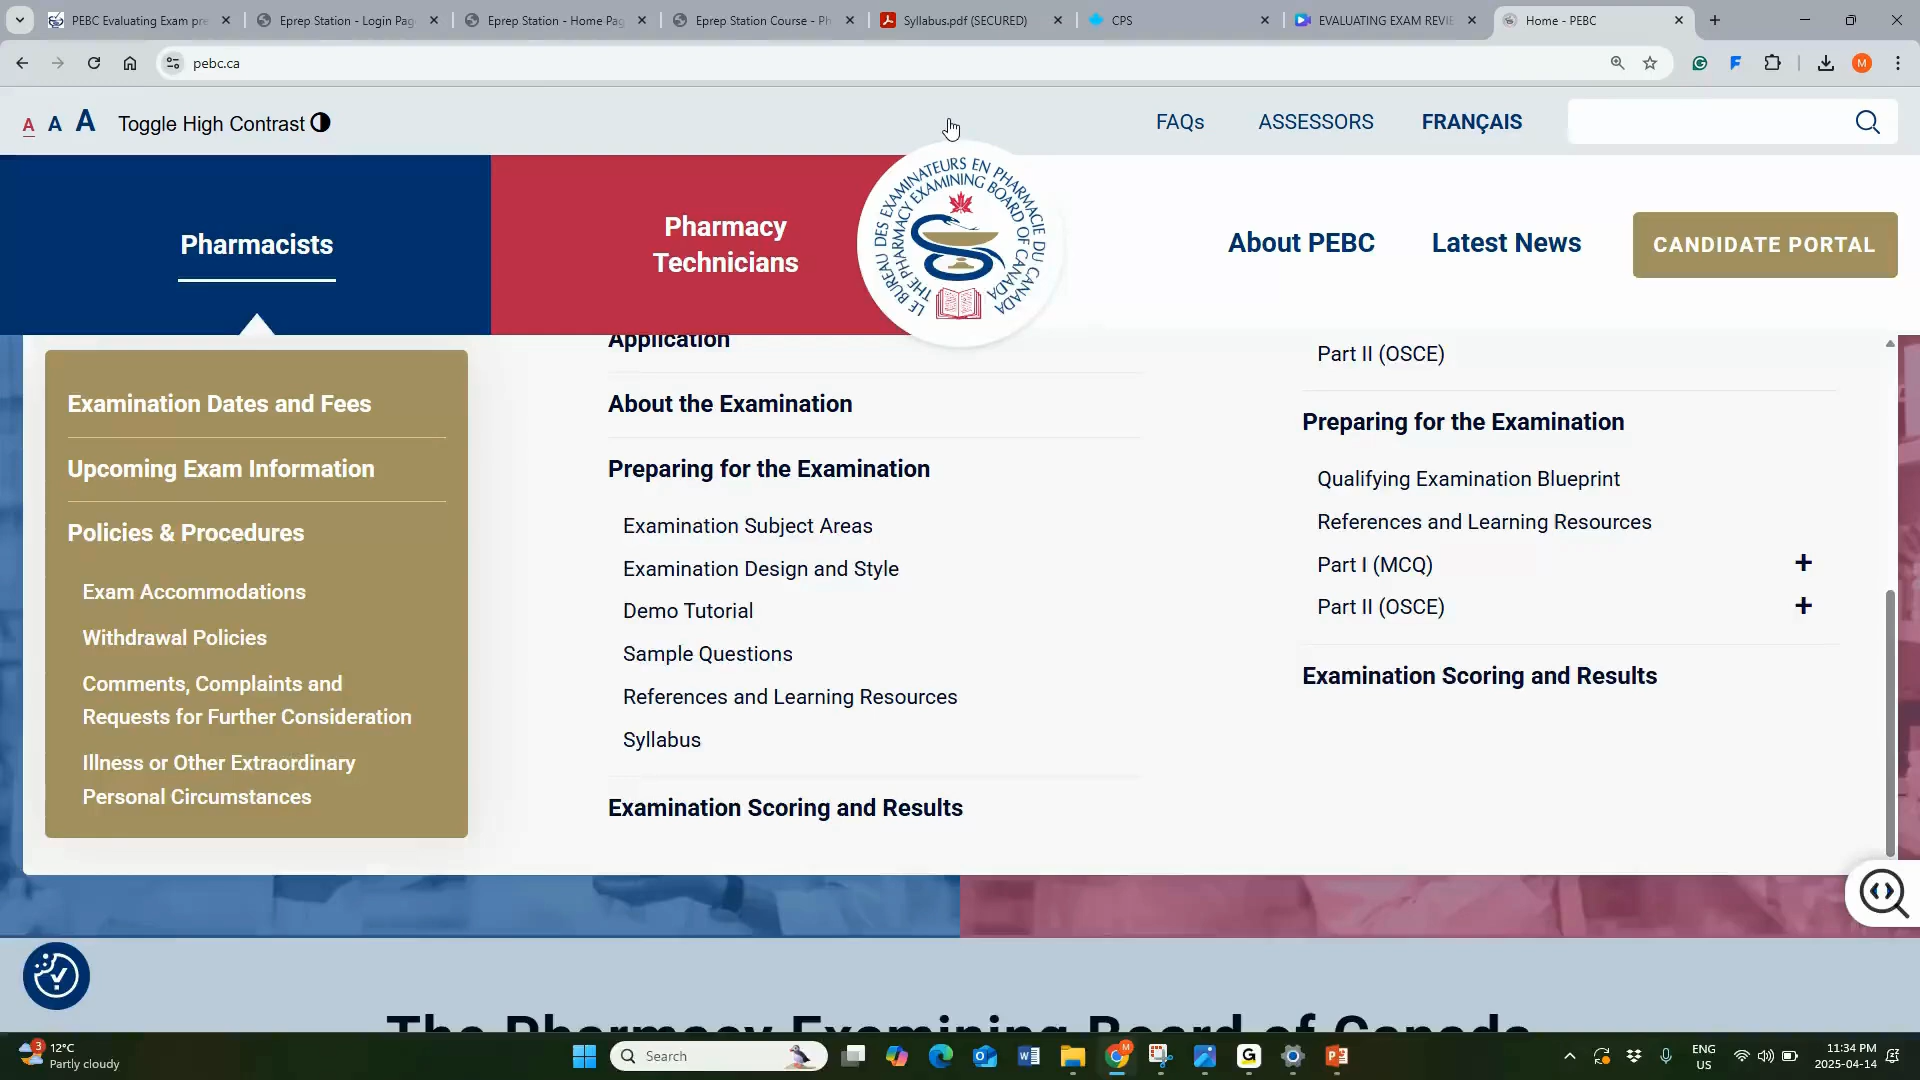 PEBC Evaluating Exam pre
Eprep Station - Login Pag
Eprep Station - Home Pag
Eprep Station Course - Ph
Syllabus.pdf (SECURED)
CPS
EVALUATING EXAM REVIE
Home - PEBC
pebc.ca
M
A A A
Toggle High Contrast
FAQs
ASSESSORS
FRANÇAIS
Pharmacists
Pharmacy
Technicians
LE BUREAU DES EXAMINATEURS EN PHARMACIE DU CANADA
THE PHARMACY EXAMINING BOARD OF CANADA
About PEBC
Latest News
CANDIDATE PORTAL
Examination Dates and Fees
Upcoming Exam Information
Policies & Procedures
Exam Accommodations
Withdrawal Policies
Comments, Complaints and
Requests for Further Consideration
Illness or Other Extraordinary
Personal Circumstances
Application
About the Examination
Preparing for the Examination
Examination Subject Areas
Examination Design and Style
Demo Tutorial
Sample Questions
References and Learning Resources
Syllabus
Examination Scoring and Results
Part II (OSCE)
Preparing for the Examination
Qualifying Examination Blueprint
References and Learning Resources
Part I (MCQ) +
Part II (OSCE) +
Examination Scoring and Results
The Pharmacy Examining Board of Canada
3
12°C
Partly cloudy
Search
M
ENG
US
11:34 PM
2025-04-14